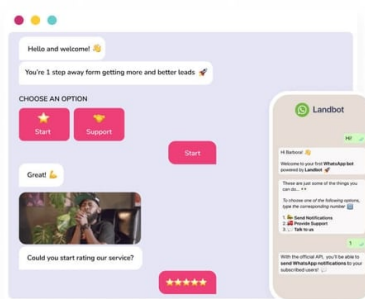 Hello and welcome! 👋
You're 1 step away form getting more and better leads 🚀
CHOOSE AN OPTION
Start
Support
Start
Great! 💪
Could you start rating our service?
Landbot
Hi!
Hi Barbora! 👋
Welcome to your first WhatsApp bot
powered by Landbot 🚀
These are just some of the things you
can do... 👀
To choose one of the following options,
type the corresponding number
1. Send Notifications
2. Provide Support
3. Talk to us
1
With the official API, you'll be able to
send WhatsApp notifications to your
subscribed users!